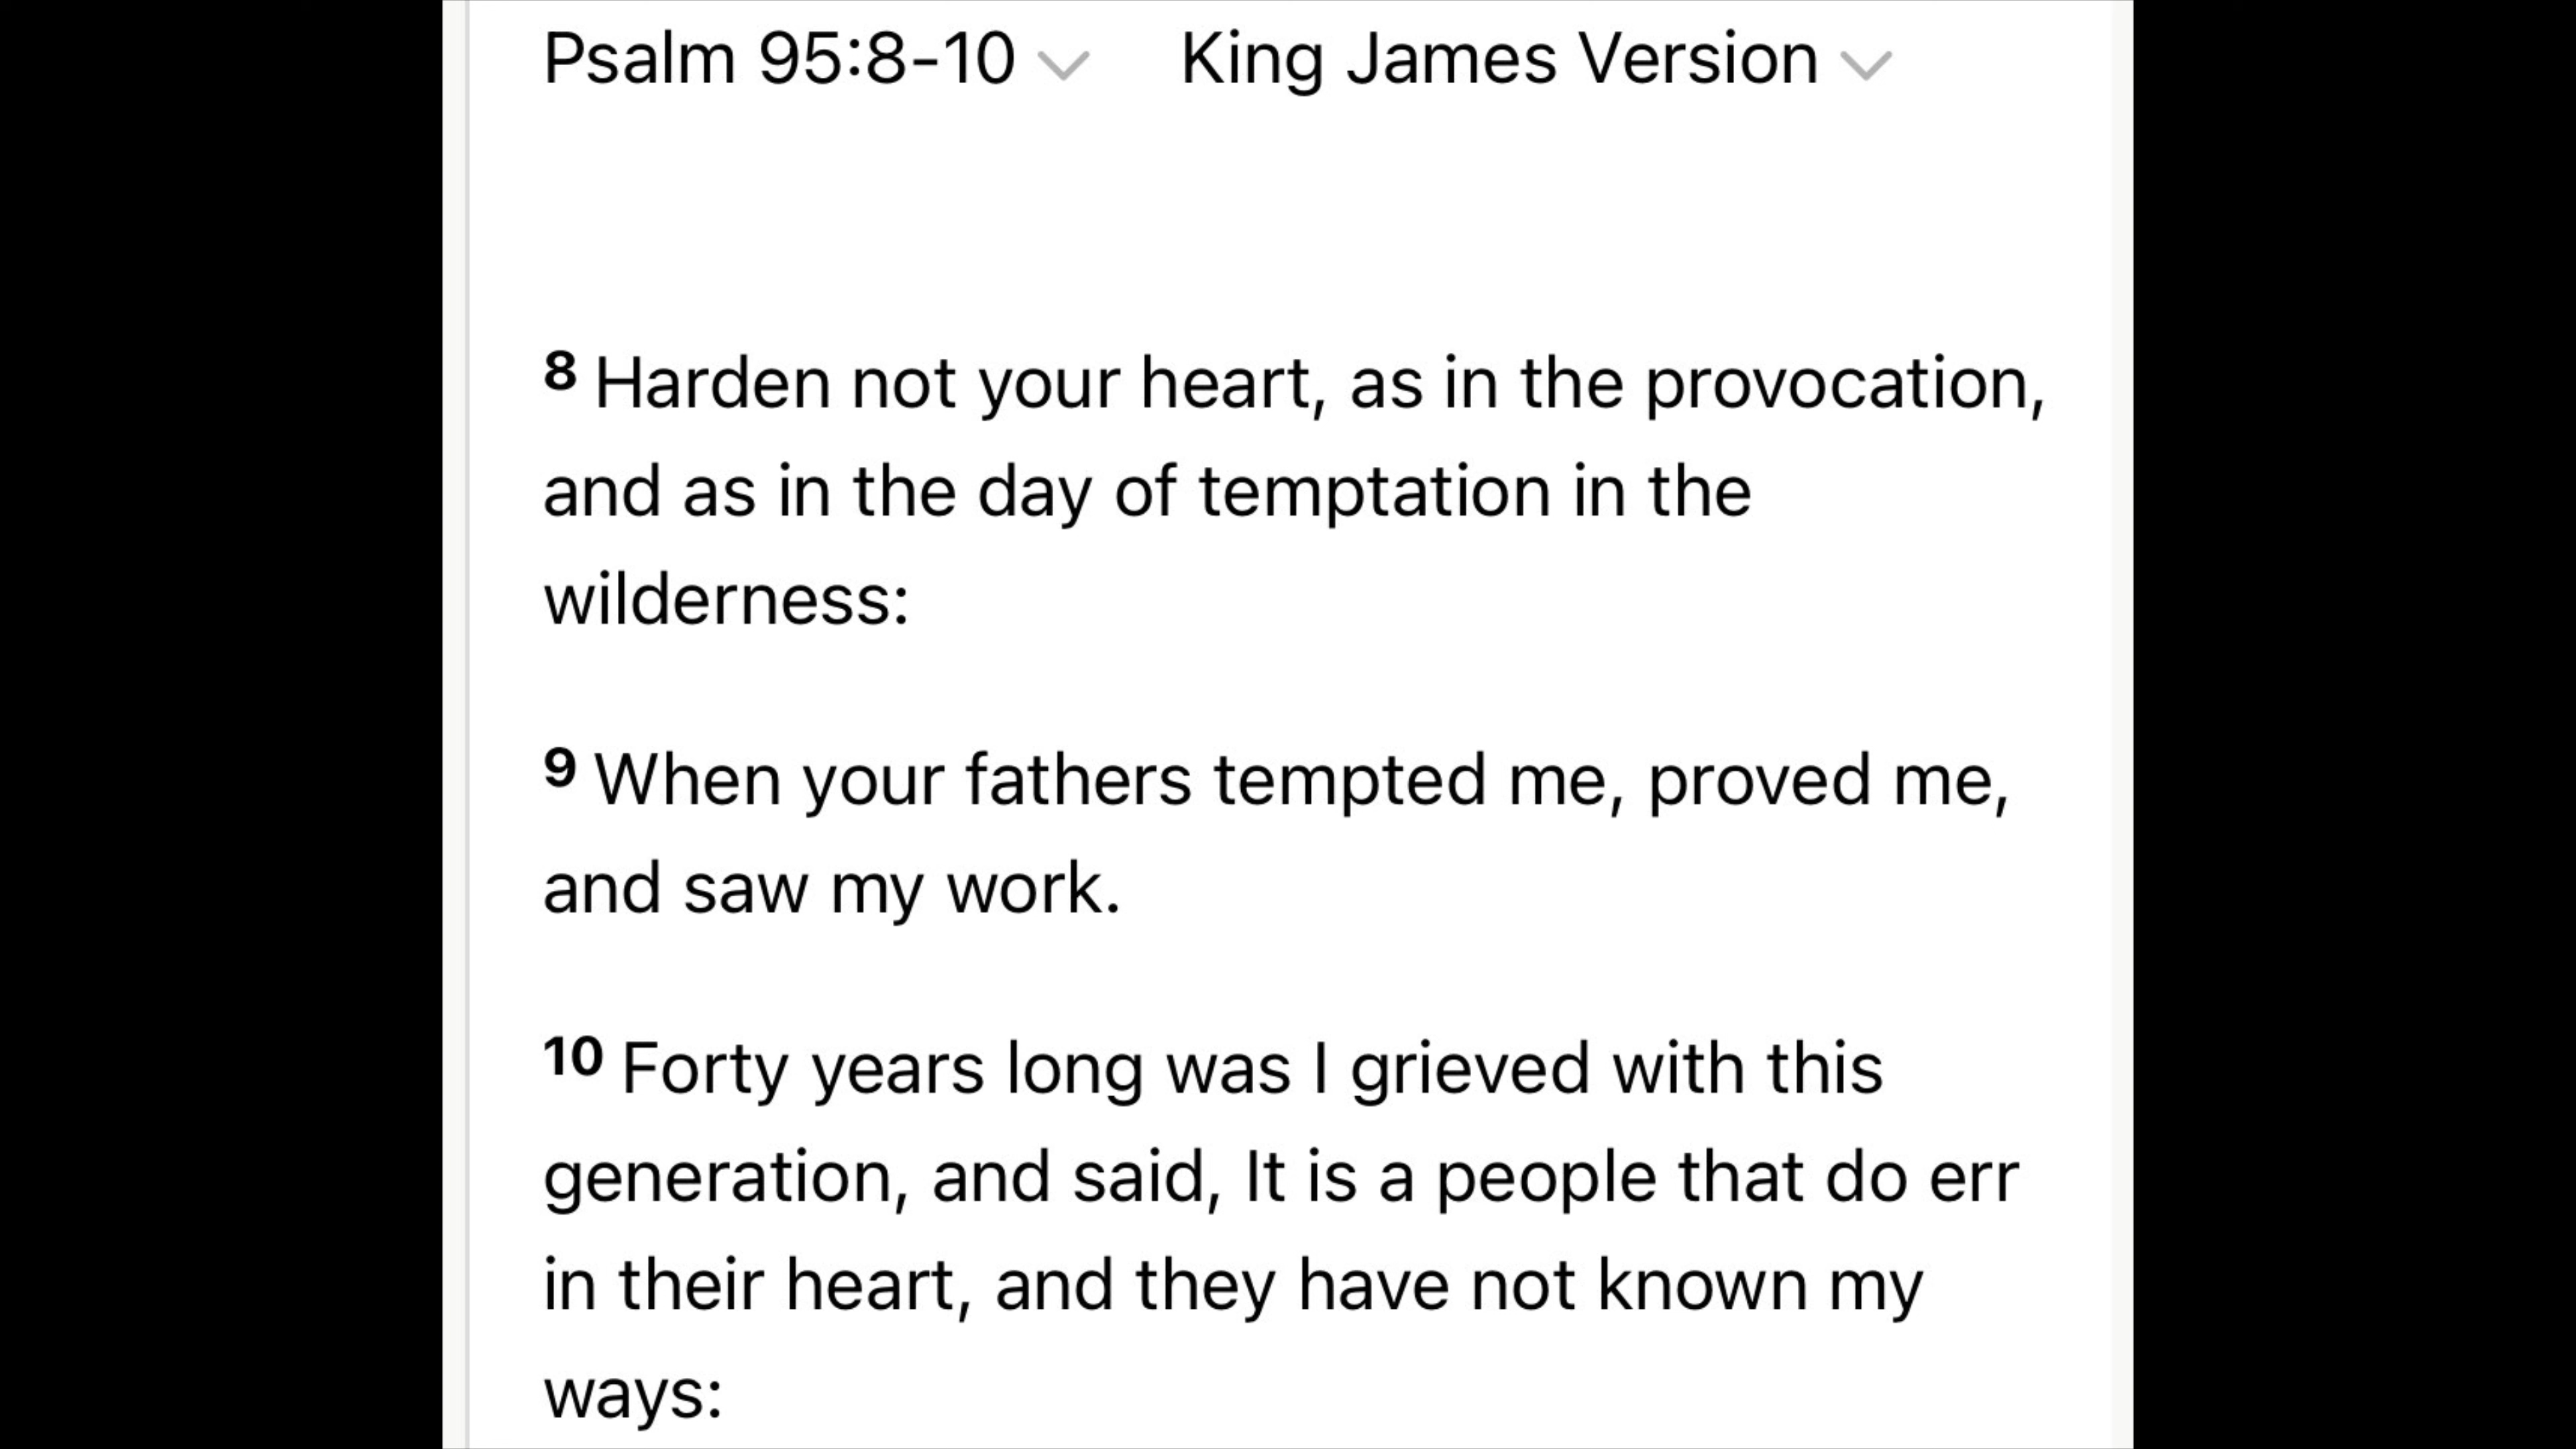 Psalm 95:8-10 King James Version
8 Harden not your heart, as in the provocation,
and as in the day of temptation in the
wilderness:
9 When your fathers tempted me, proved me,
and saw my work.
10 Forty years long was I grieved with this
generation, and said, It is a people that do err
in their heart, and they have not known my
ways: